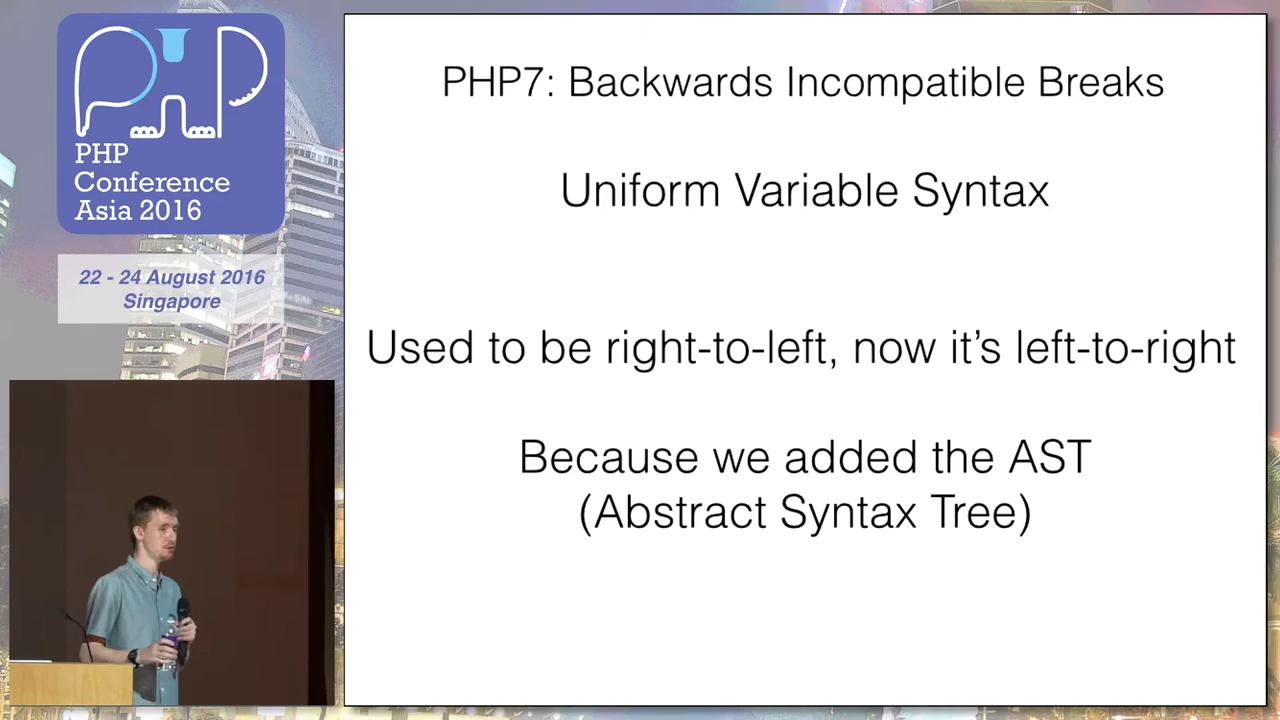 PHP
Conference
Asia 2016
22 - 24 August 2016
Singapore
PHP7: Backwards Incompatible Breaks
Uniform Variable Syntax
Used to be right-to-left, now it's left-to-right
Because we added the AST
(Abstract Syntax Tree)